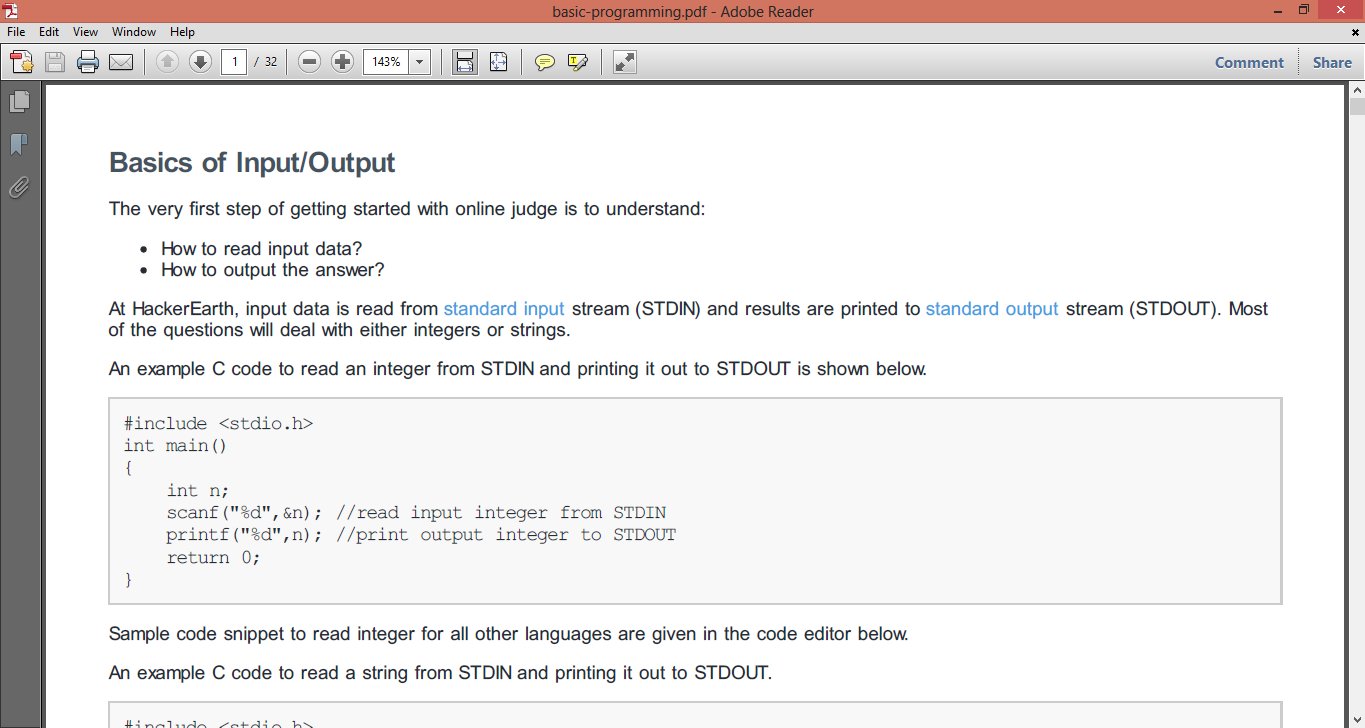 basic-programming.pdf - Adobe Reader
File Edit View Window Help
1 / 32 143% Comment Share
Basics of Input/Output
The very first step of getting started with online judge is to understand:
• How to read input data?
• How to output the answer?
At HackerEarth, input data is read from standard input stream (STDIN) and results are printed to standard output stream (STDOUT). Most
of the questions will deal with either integers or strings.
An example C code to read an integer from STDIN and printing it out to STDOUT is shown below.
#include <stdio.h>
int main()
{
    int n;
    scanf("%d",&n); //read input integer from STDIN
    printf("%d",n); //print output integer to STDOUT
    return 0;
}
Sample code snippet to read integer for all other languages are given in the code editor below.
An example C code to read a string from STDIN and printing it out to STDOUT.
#include <stdio.h>